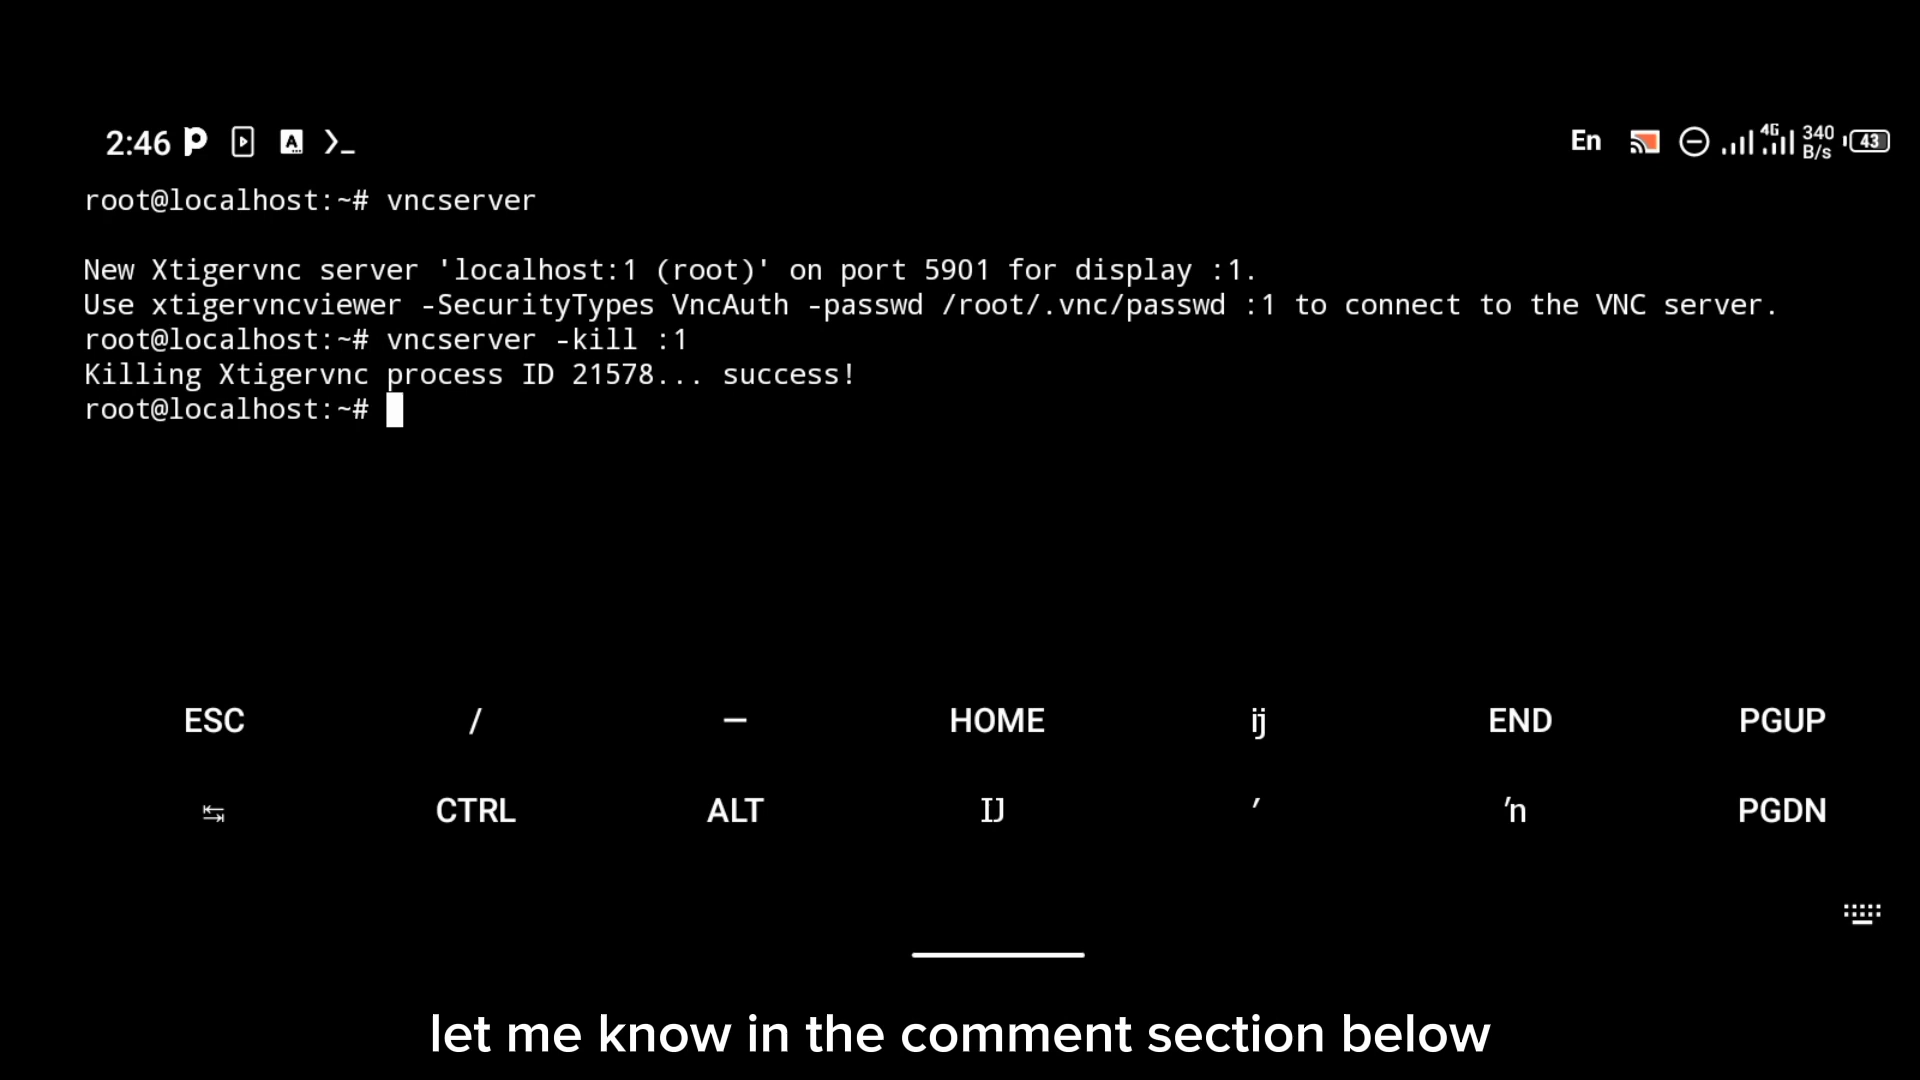 2:46
En 4G 340 B/s 43
root@localhost:~# vncserver
New Xtigervnc server 'localhost:1 (root)' on port 5901 for display :1.
Use xtigervncviewer -SecurityTypes VncAuth -passwd /root/.vnc/passwd :1 to connect to the VNC server.
root@localhost:~# vncserver -kill :1
Killing Xtigervnc process ID 21578... success!
root@localhost:~#
ESC / — HOME ĳ END PGUP
↹ CTRL ALT Ĳ ′ ŉ PGDN
let me know in the comment section below